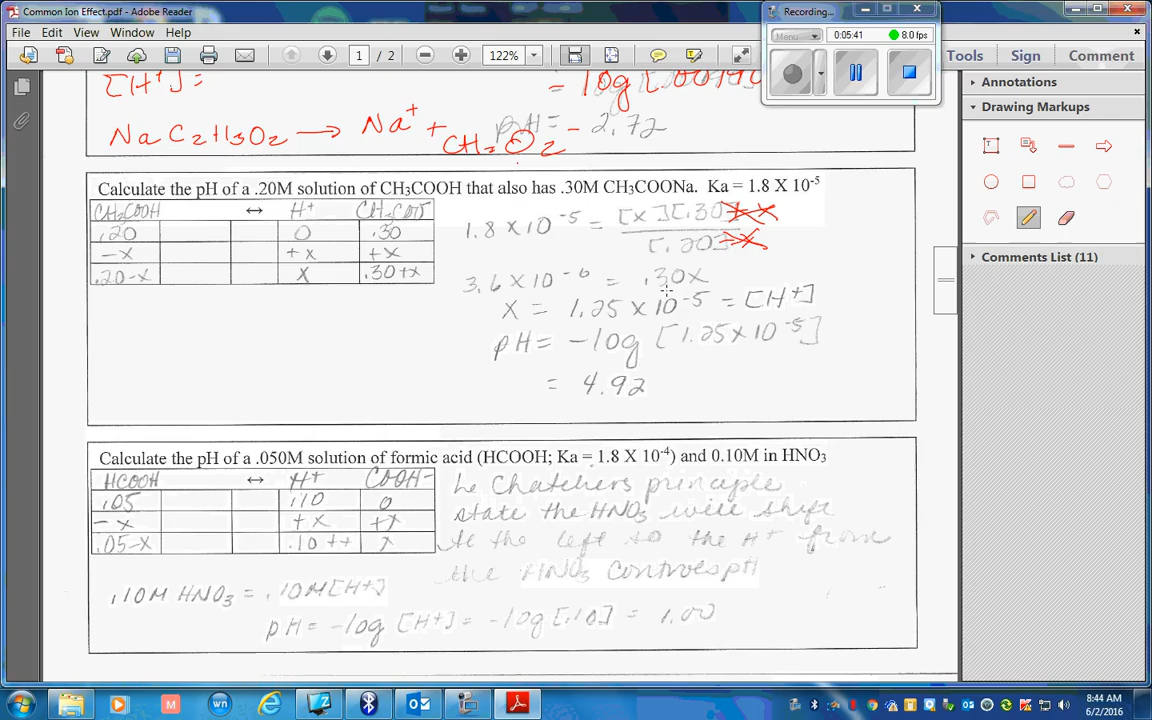 Common Ion Effect.pdf - Adobe Reader
Recording...
File Edit View Window Help
Menu 0:05:41 8.0 fps
1 / 2 122%
Tools Sign Comment
Annotations
Drawing Markups
Comments List (11)
[H+] =
= log [.00190
NaC2H3O2 → Na+ +
pH = 2.72
Calculate the pH of a .20M solution of CH₃COOH that also has .30M CH₃COONa. Ka = 1.8 X 10⁻⁵
CH3COOH ↔ H+ CH3COO
.20 0 .30
-x +x +x
.20-x x .30+x
1.8 x 10⁻⁵ = [x][.30]+x
[.20]-x
3.6 x 10⁻⁶ = .30x
x = 1.25 x 10⁻⁵ = [H+]
pH = -log [1.25 x 10⁻⁵]
= 4.92
Calculate the pH of a .050M solution of formic acid (HCOOH; Ka = 1.8 X 10⁻⁴) and 0.10M in HNO₃
HCOOH ↔ H+ COOH-
.05 .10 0
-x +x +x
.05-x .10++ x
Le Chatchers principle
state the HNO3 will shift
to the left to the H+ from
the HNO3 controls pH
.10M HNO3 = .10M [H+]
pH = -log [H+] = -log [.10] = 1.00
8:44 AM
6/2/2016